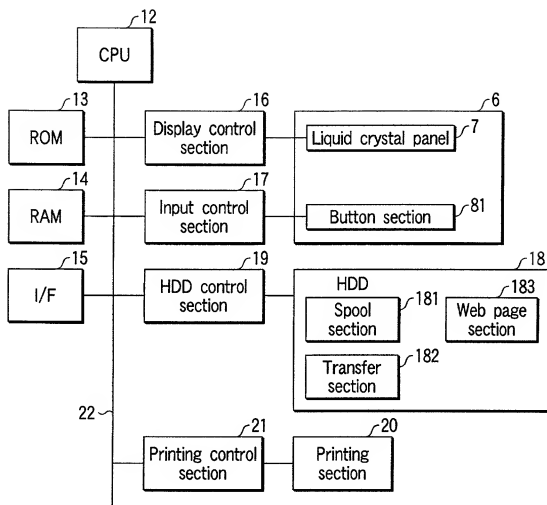 12
CPU
13
ROM
16
Display control
section
6
7
Liquid crystal panel
14
RAM
17
Input control
section
81
Button section
15
I/F
19
HDD control
section
18
HDD
181
Spool
section
183
Web page
section
182
Transfer
section
22
21
Printing control
section
20
Printing
section